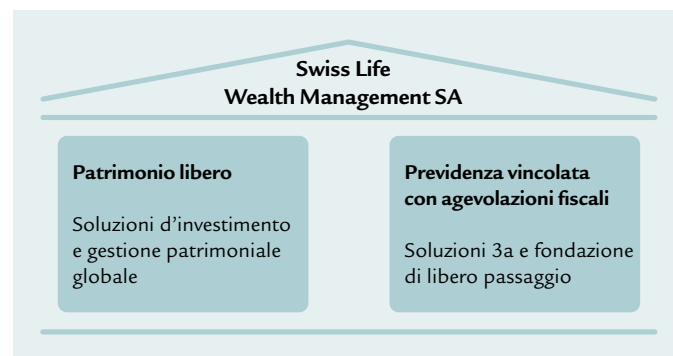 Swiss Life
Wealth Management SA
Patrimonio libero
Soluzioni d’investimento
e gestione patrimoniale
globale
Previdenza vincolata
con agevolazioni fiscali
Soluzioni 3a e fondazione
di libero passaggio